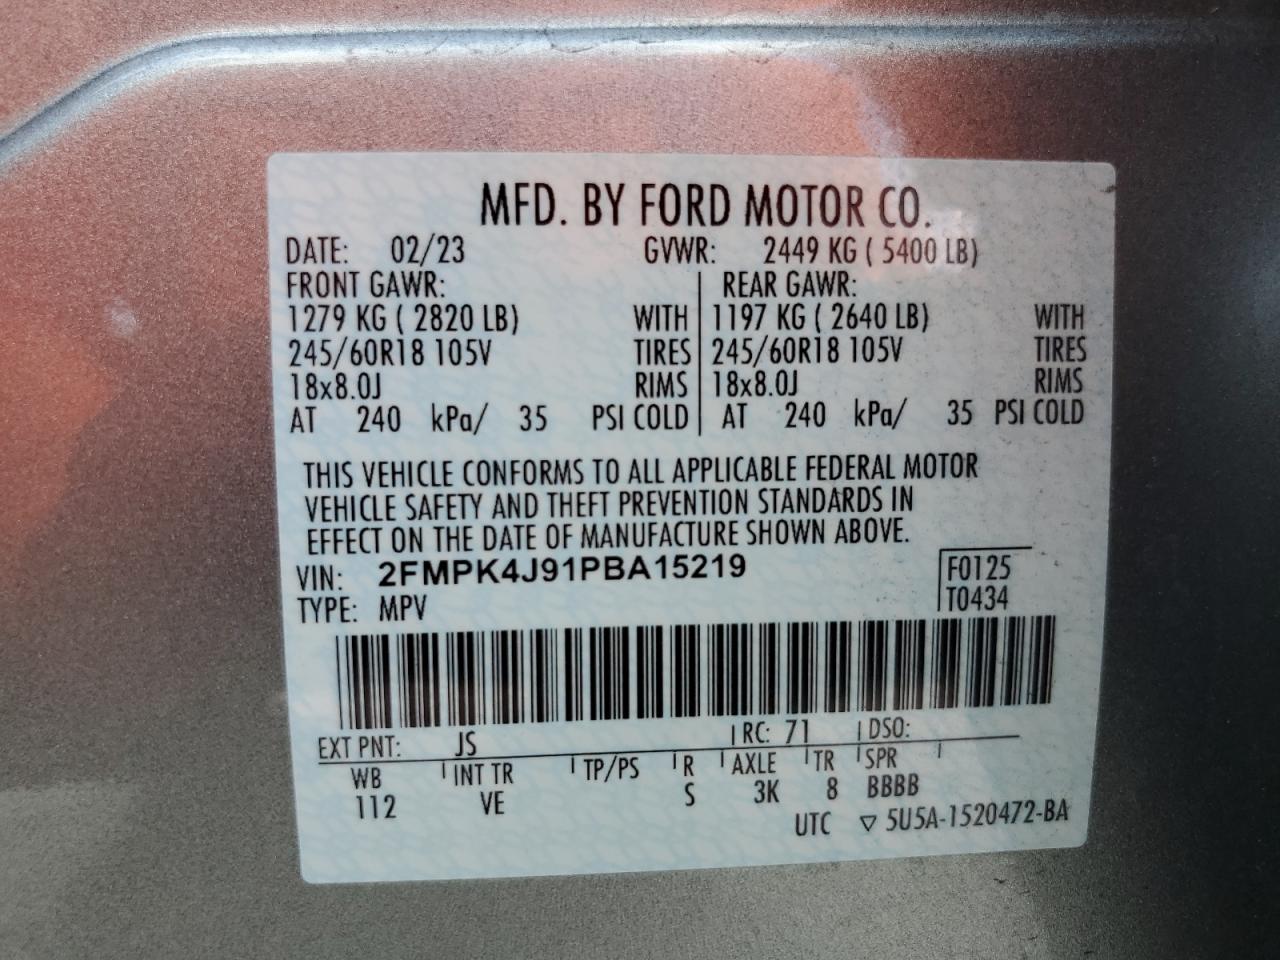 MFD. BY FORD MOTOR CO.
DATE: 02/23 GVWR: 2449 KG ( 5400 LB)
FRONT GAWR: REAR GAWR:
1279 KG ( 2820 LB) WITH 1197 KG ( 2640 LB) WITH
245/60R18 105V TIRES 245/60R18 105V TIRES
18x8.0J RIMS 18x8.0J RIMS
AT 240 kPa/ 35 PSI COLD AT 240 kPa/ 35 PSI COLD
THIS VEHICLE CONFORMS TO ALL APPLICABLE FEDERAL MOTOR
VEHICLE SAFETY AND THEFT PREVENTION STANDARDS IN
EFFECT ON THE DATE OF MANUFACTURE SHOWN ABOVE.
VIN: 2FMPK4J91PBA15219 F0125
TYPE: MPV T0434
EXT PNT: JS RC: 71 DSO:
WB INT TR TP/PS R AXLE TR SPR
112 VE S 3K 8 BBBB
UTC ▽ 5U5A-1520472-BA